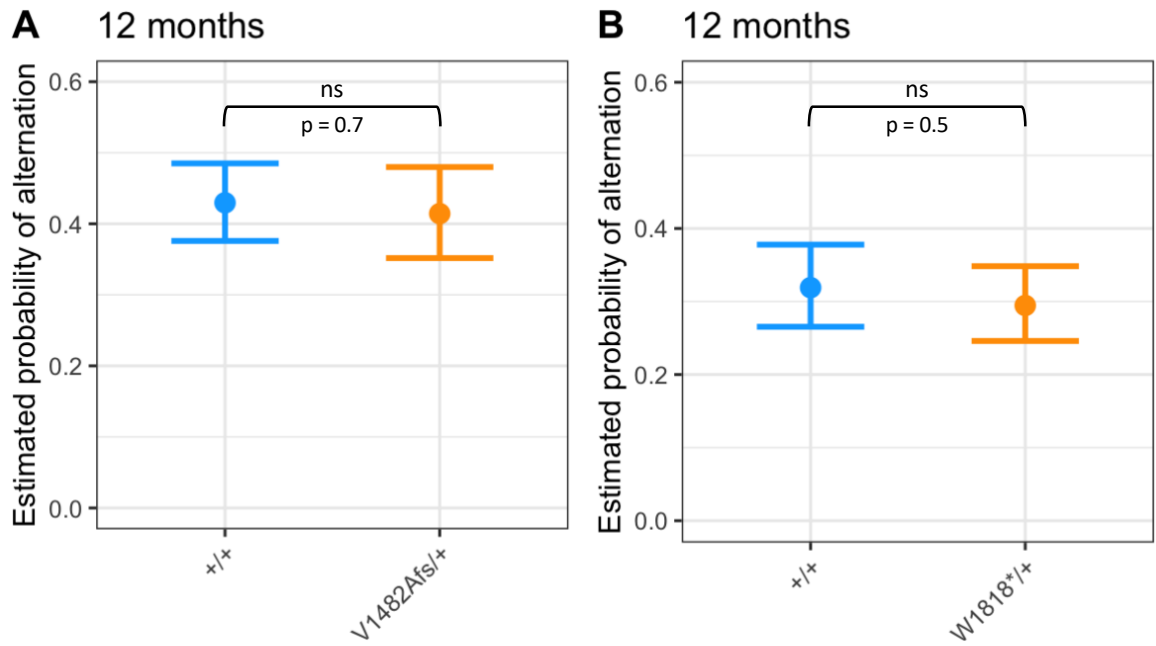 A 12 months
Estimated probability of alternation
0.6
0.4
0.2
0.0
ns
p = 0.7
+/+
V1482Afs/+
B 12 months
Estimated probability of alternation
0.6
0.4
0.2
0.0
ns
p = 0.5
+/+
W1818*/+